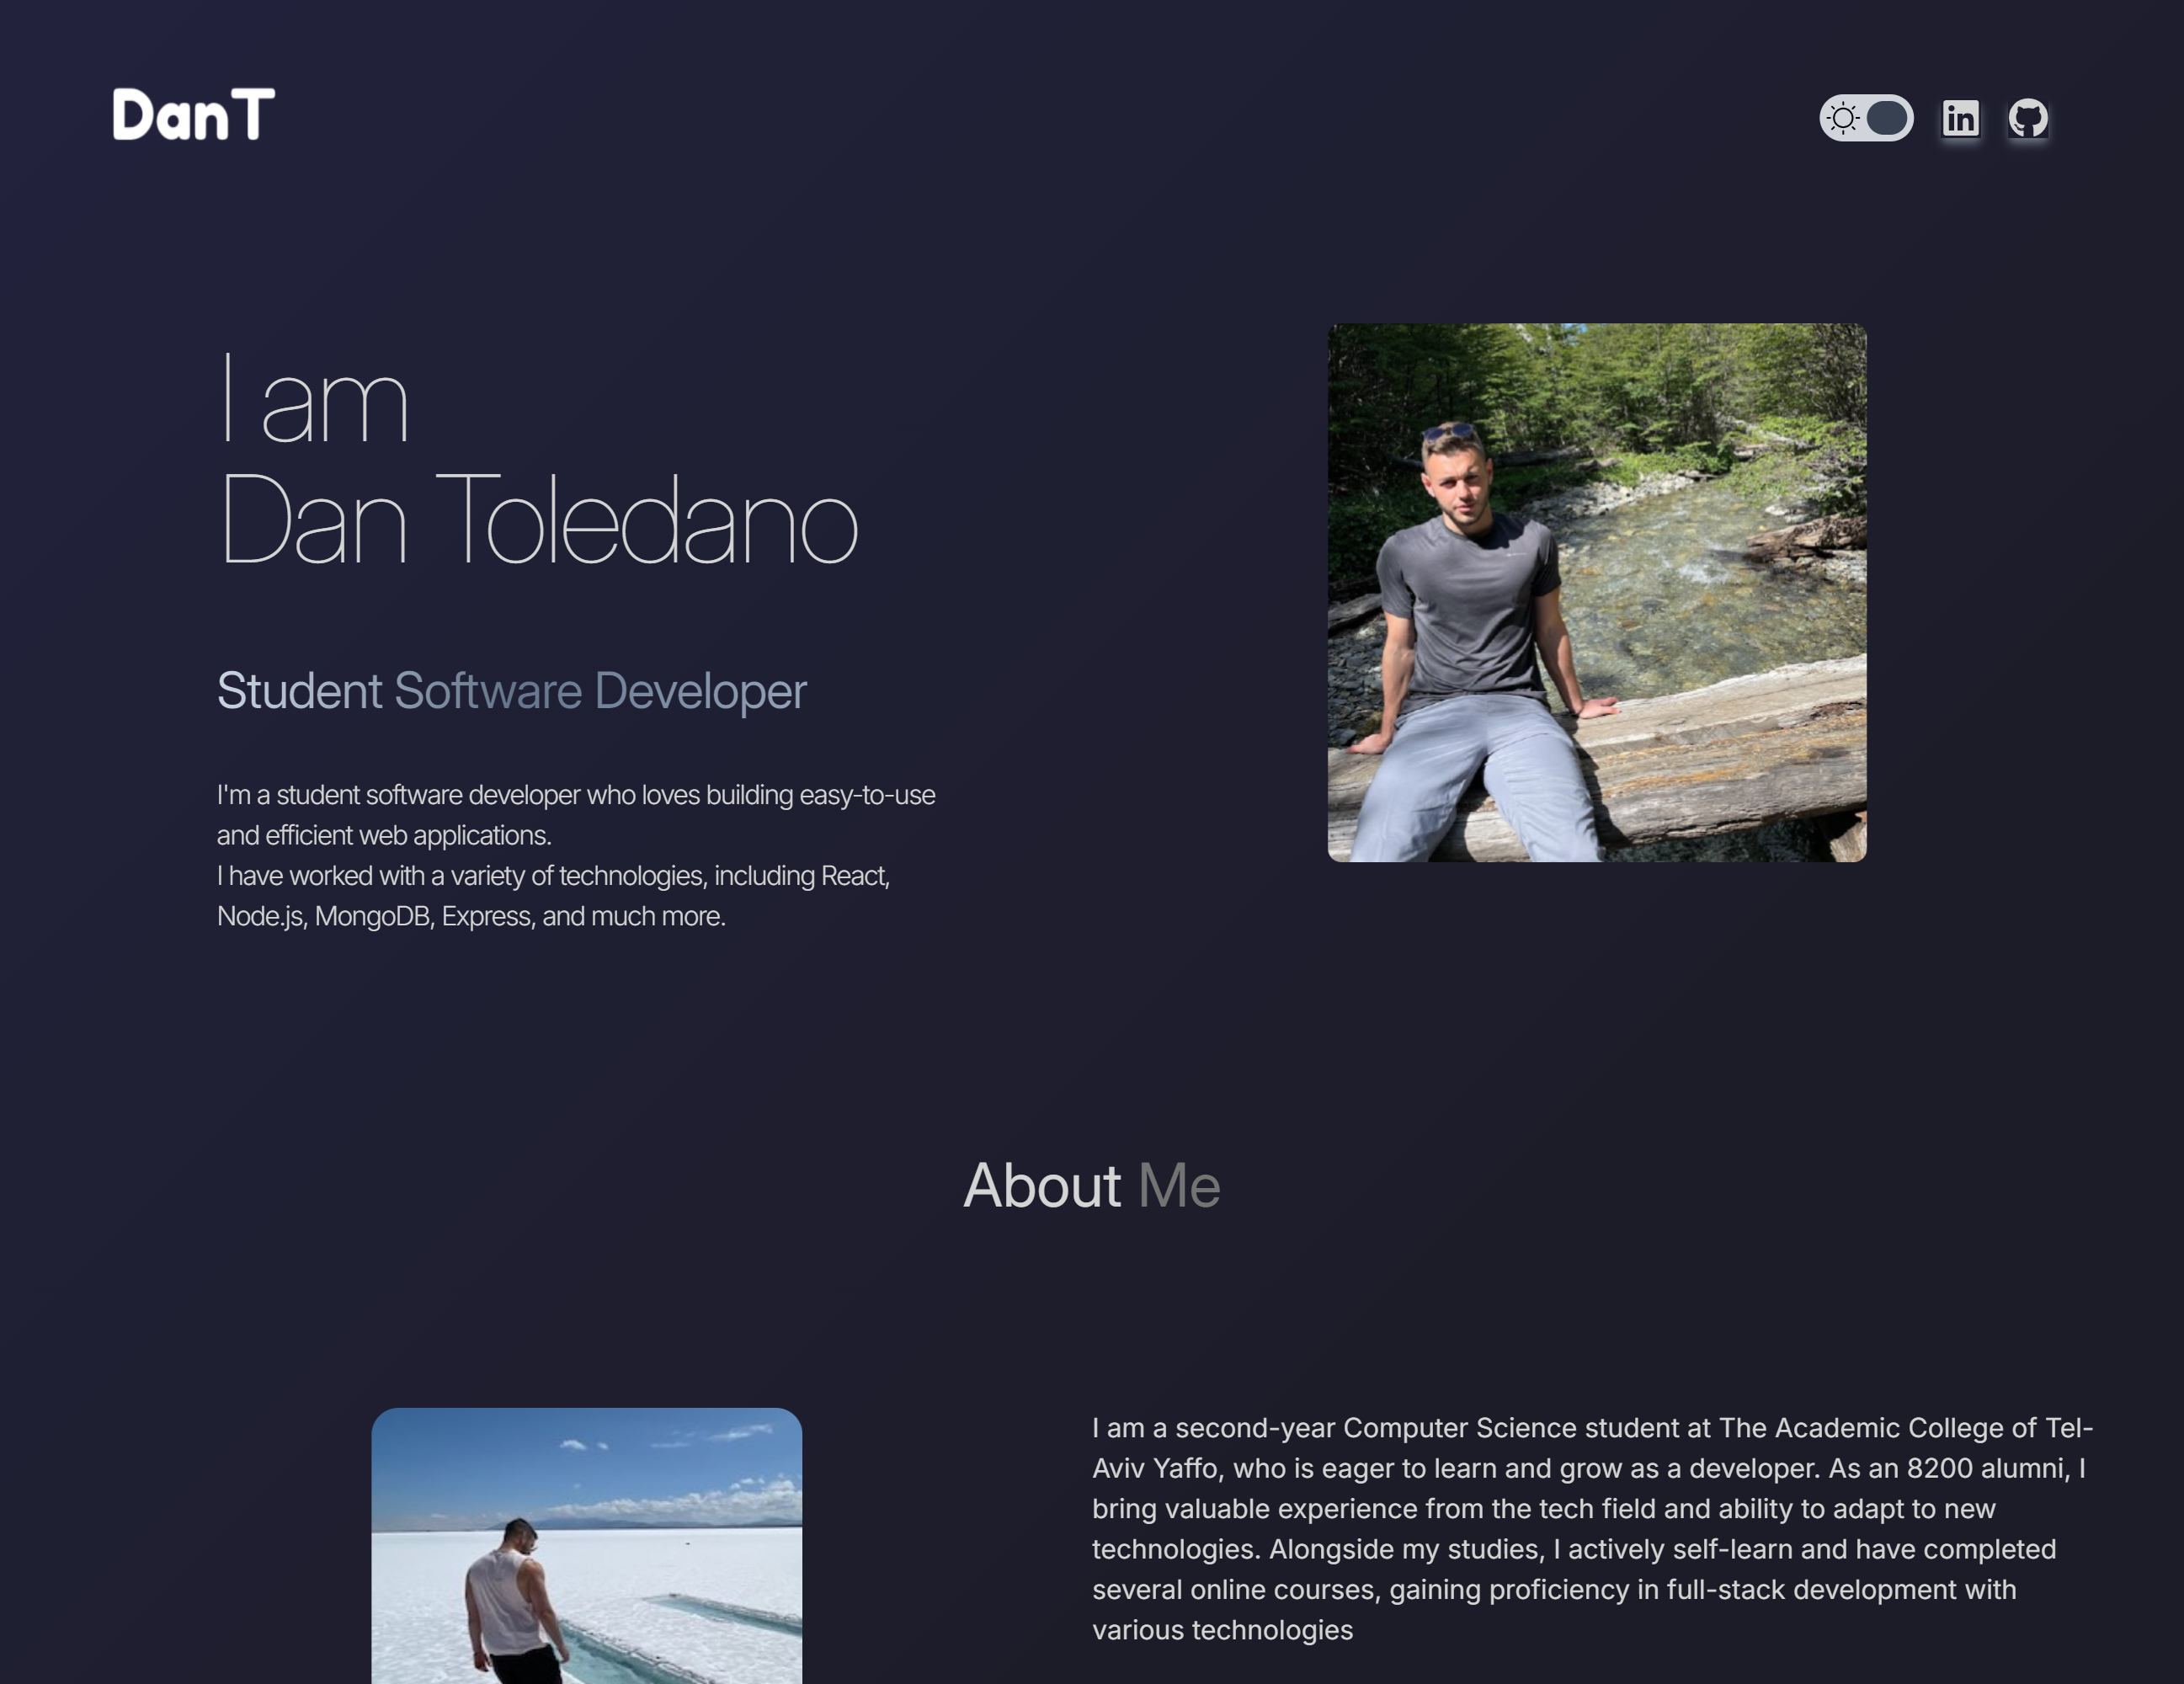 DanT
in
I am
Dan Toledano
Student Software Developer
I'm a student software developer who loves building easy-to-use
and efficient web applications.
I have worked with a variety of technologies, including React,
Node.js, MongoDB, Express, and much more.
About Me
I am a second-year Computer Science student at The Academic College of Tel-
Aviv Yaffo, who is eager to learn and grow as a developer. As an 8200 alumni, I
bring valuable experience from the tech field and ability to adapt to new
technologies. Alongside my studies, I actively self-learn and have completed
several online courses, gaining proficiency in full-stack development with
various technologies